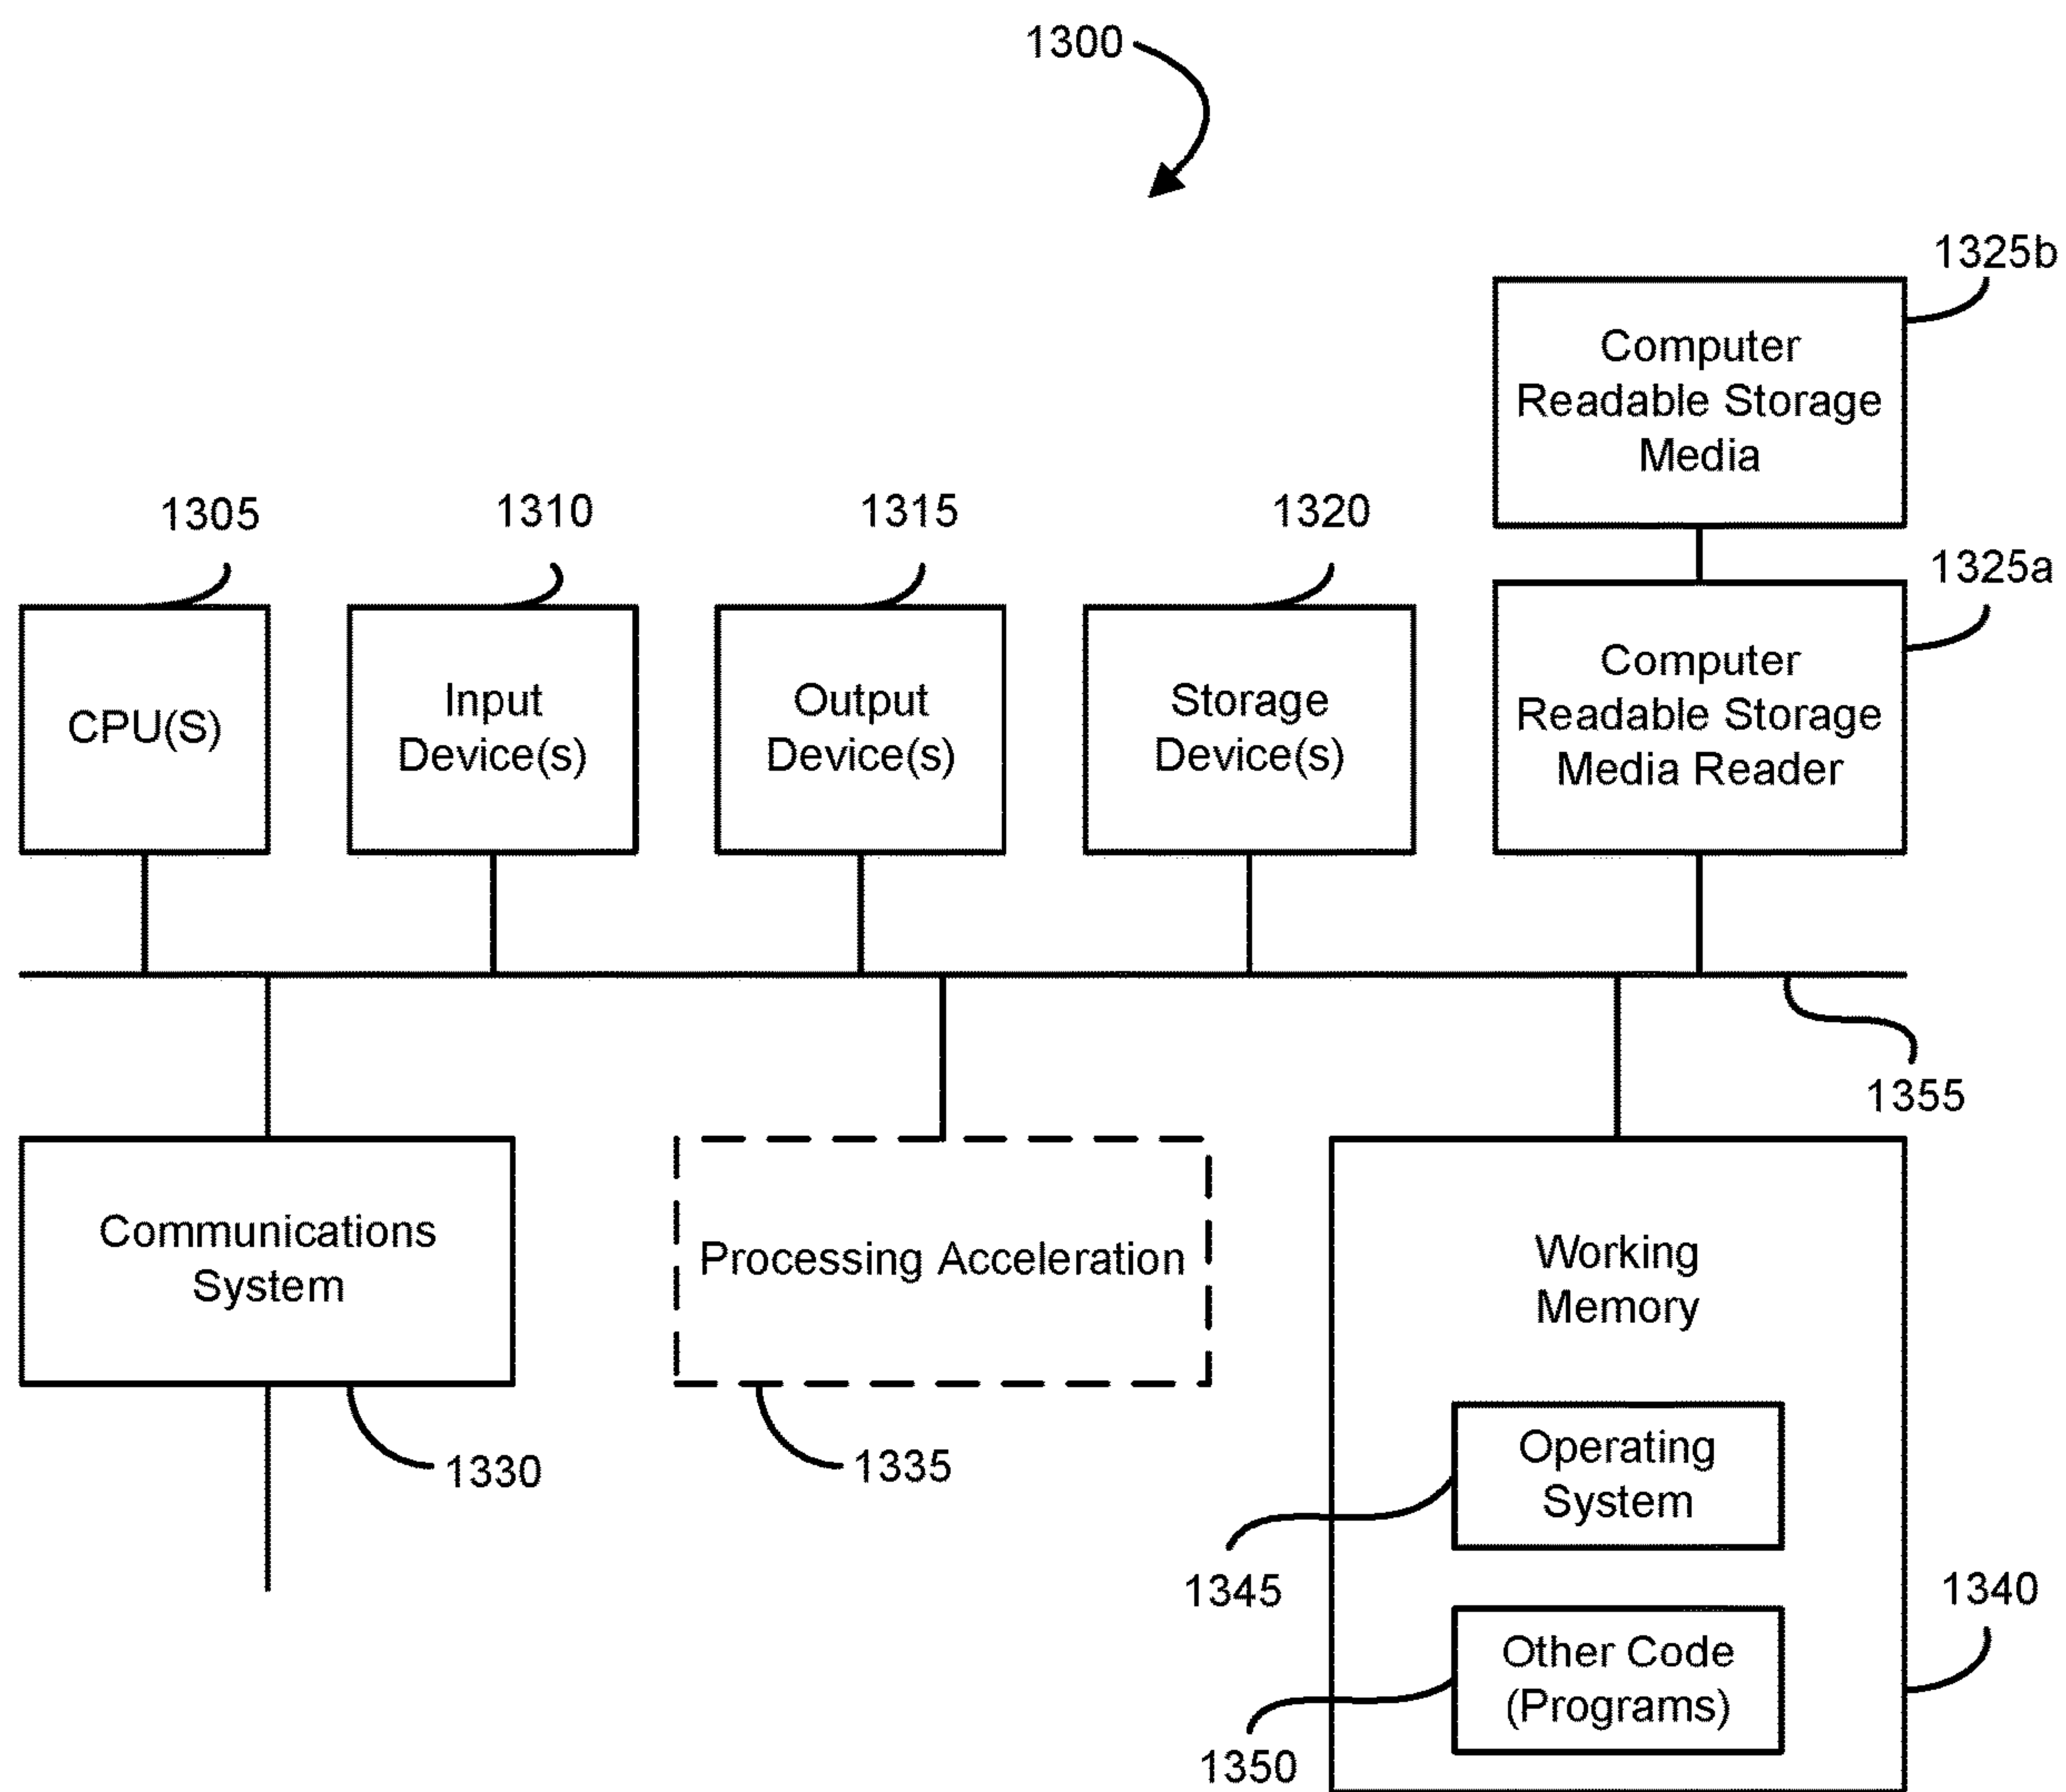 1300
1325b
Computer
Readable Storage
Media
1305
1310
1315
1320
1325a
CPU(S)
Input
Device(s)
Output
Device(s)
Storage
Device(s)
Computer
Readable Storage
Media Reader
1355
Communications
System
Processing Acceleration
Working
Memory
1330
1335
Operating
System
1345
1340
Other Code
(Programs)
1350